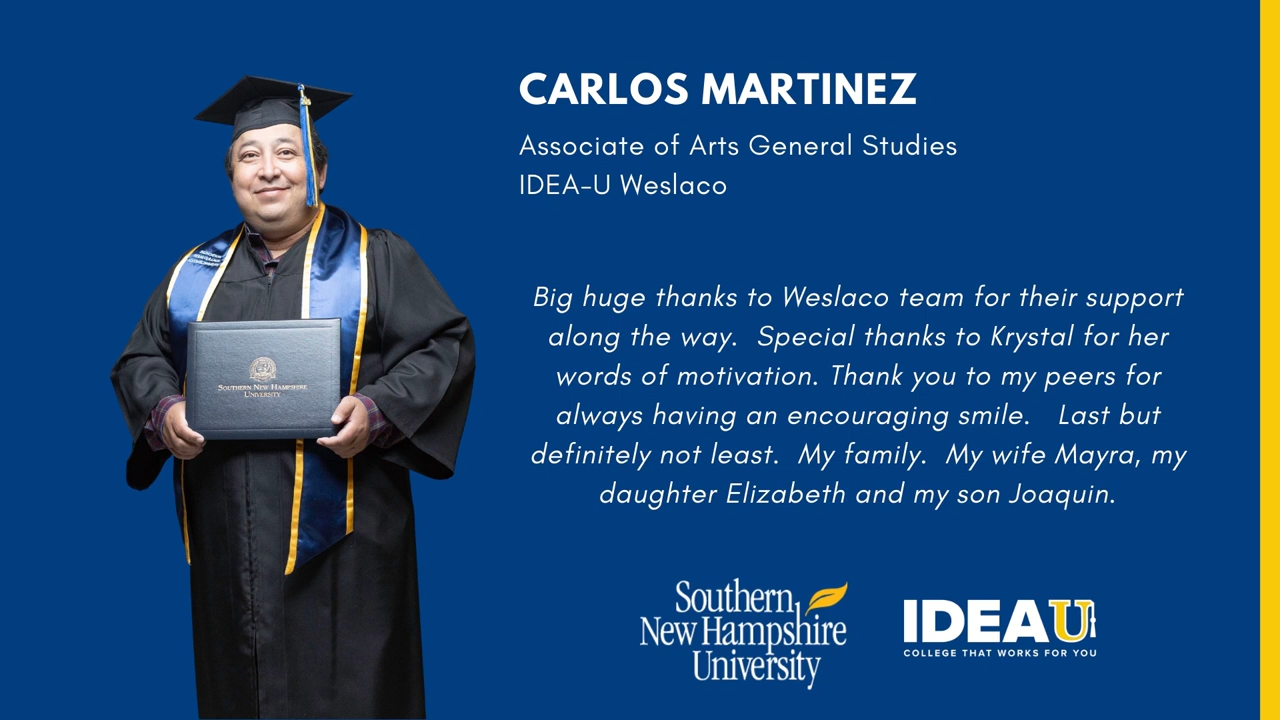 CARLOS MARTINEZ
Associate of Arts General Studies
IDEA-U Weslaco
Big huge thanks to Weslaco team for their support
along the way.  Special thanks to Krystal for her
words of motivation. Thank you to my peers for
always having an encouraging smile.   Last but
definitely not least.  My family.  My wife Mayra, my
daughter Elizabeth and my son Joaquin.
SOUTHERN NEW HAMPSHIRE
UNIVERSITY
Southern
New Hampshire
University
IDEAU
COLLEGE THAT WORKS FOR YOU